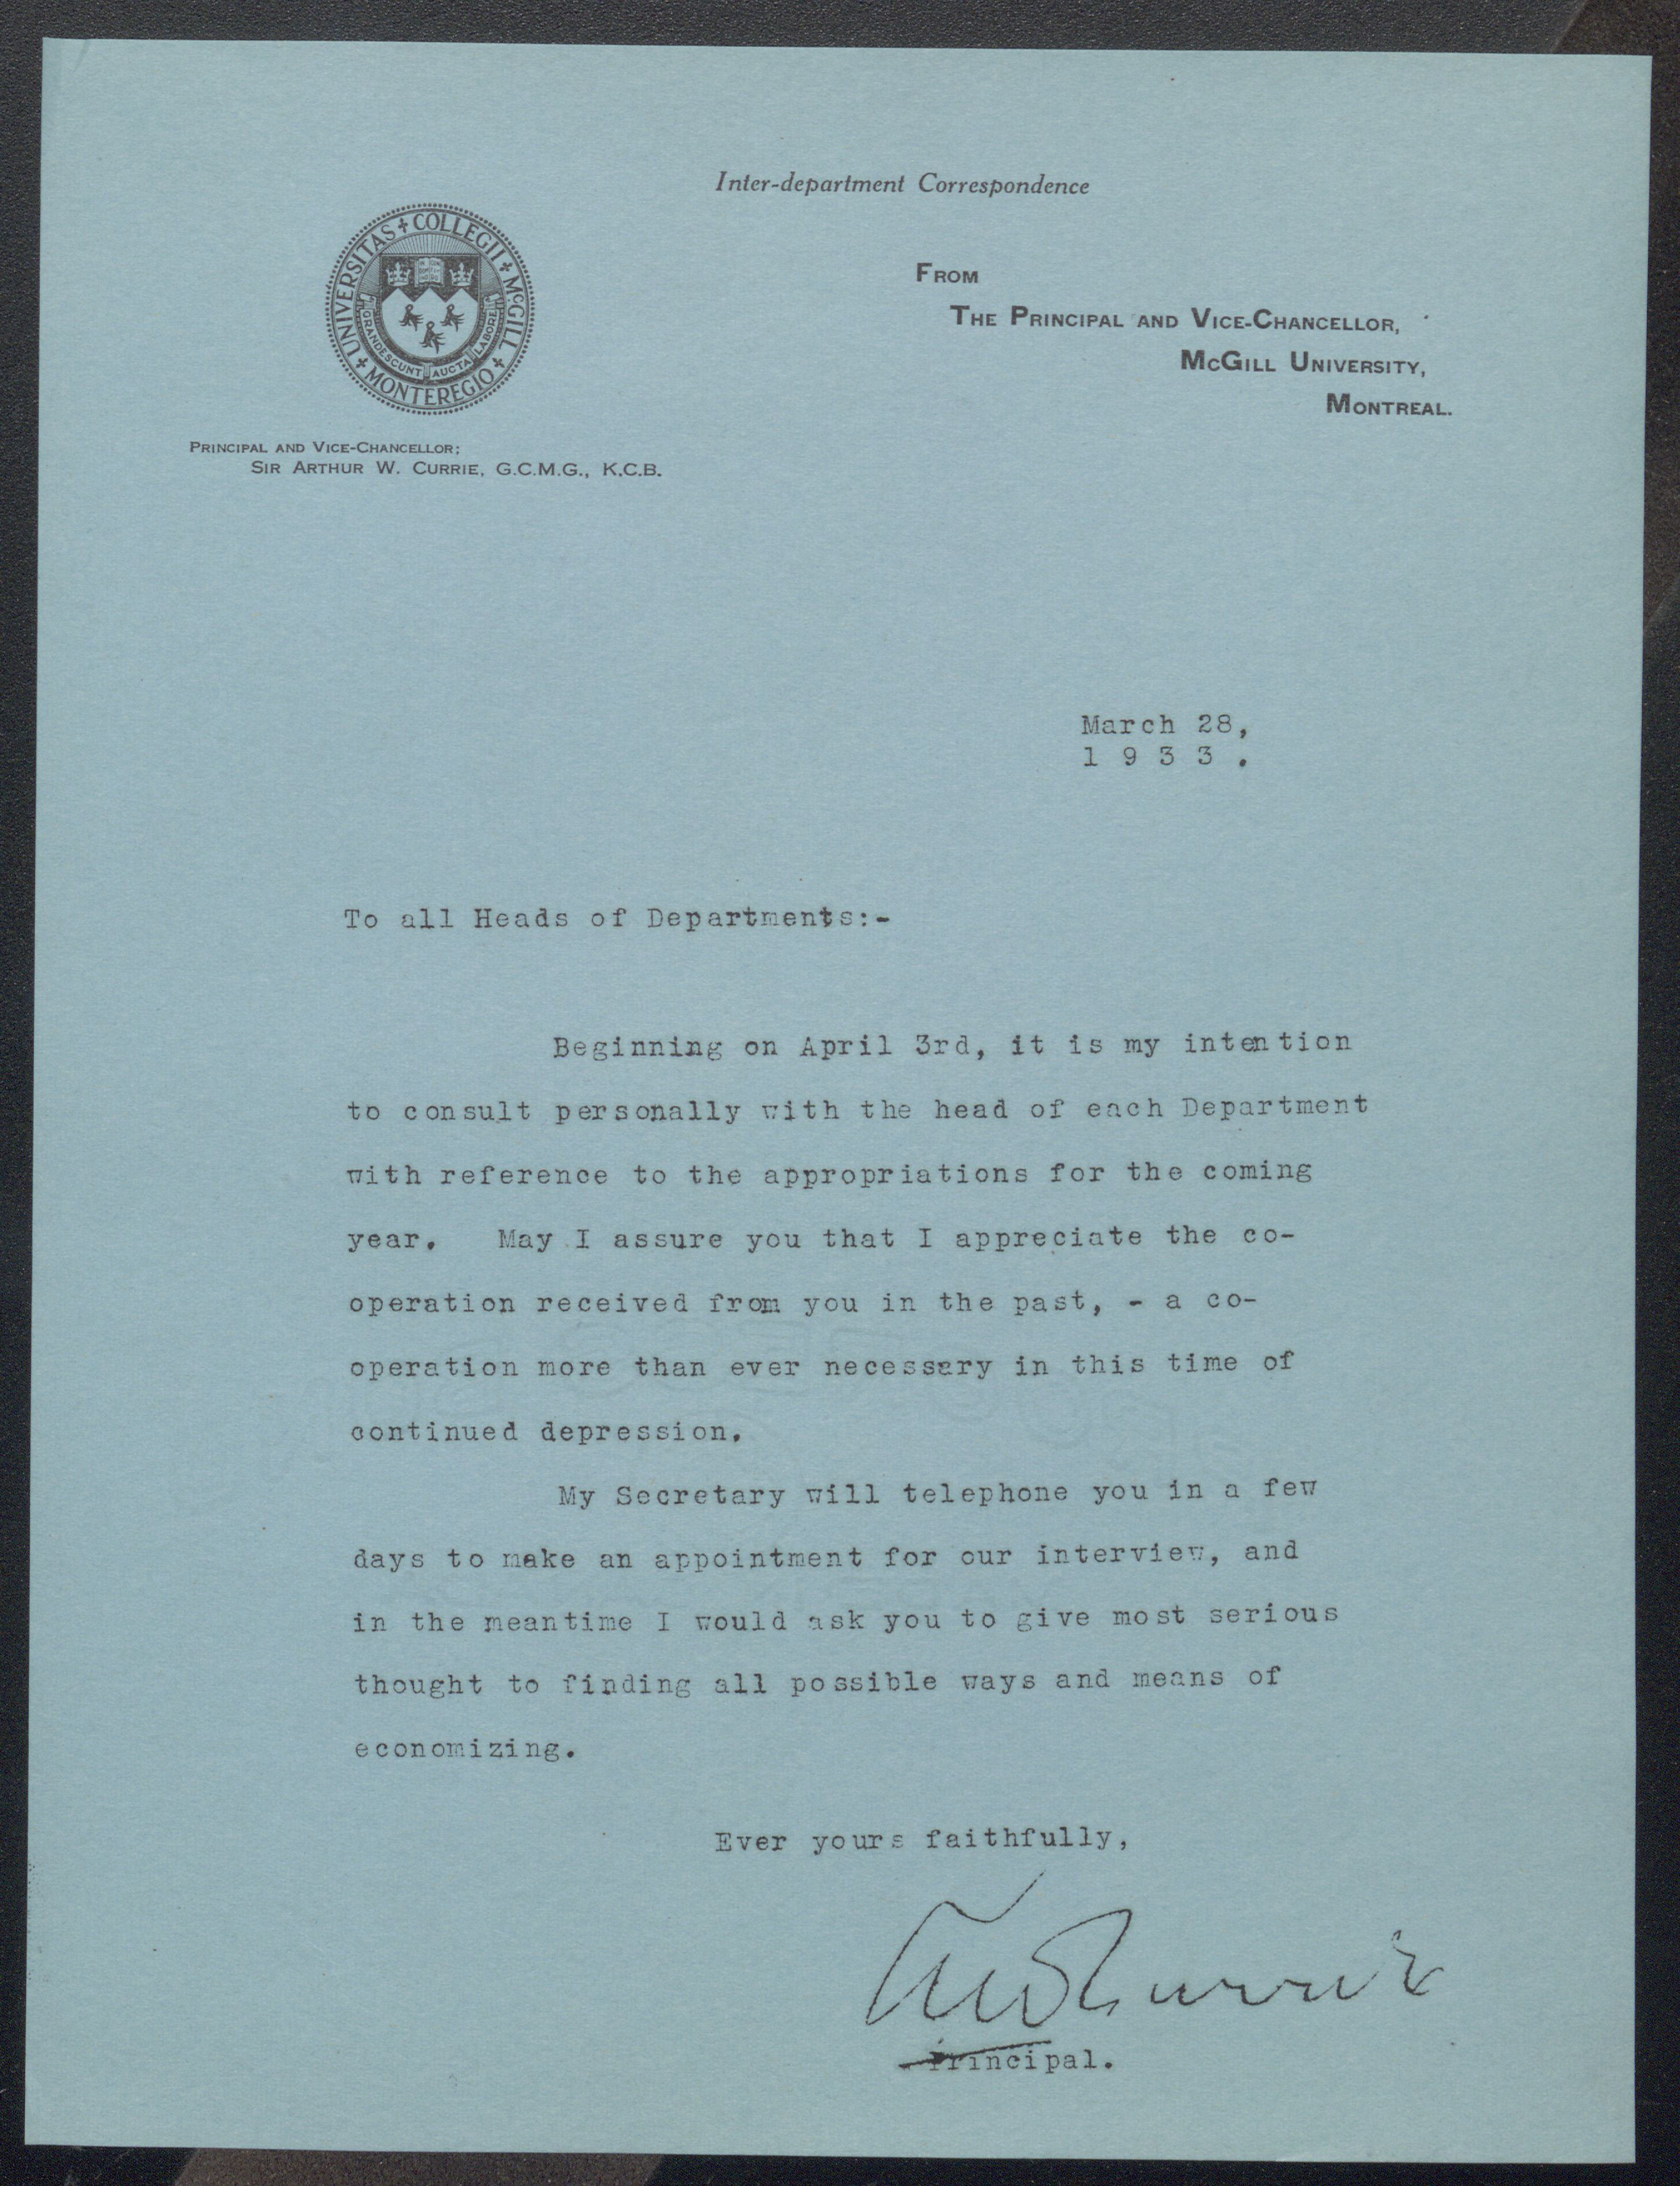 Inter-department Correspondence
UNIVERSITAS COLLEGII McGILL MONTEREGIO
GRANDESCUNT AUCTA LABORE
FROM
THE PRINCIPAL AND VICE-CHANCELLOR,
McGILL UNIVERSITY,
MONTREAL.
PRINCIPAL AND VICE-CHANCELLOR:
SIR ARTHUR W. CURRIE, G.C.M.G., K.C.B.
March 28,
1 9 3 3 .
To all Heads of Departments:-
Beginning on April 3rd, it is my intention
to consult personally with the head of each Department
with reference to the appropriations for the coming
year. May I assure you that I appreciate the co-
operation received from you in the past, - a co-
operation more than ever necessary in this time of
continued depression.
My Secretary will telephone you in a few
days to make an appointment for our interview, and
in the meantime I would ask you to give most serious
thought to finding all possible ways and means of
economizing.
Ever yours faithfully,
AW Currie
Principal.